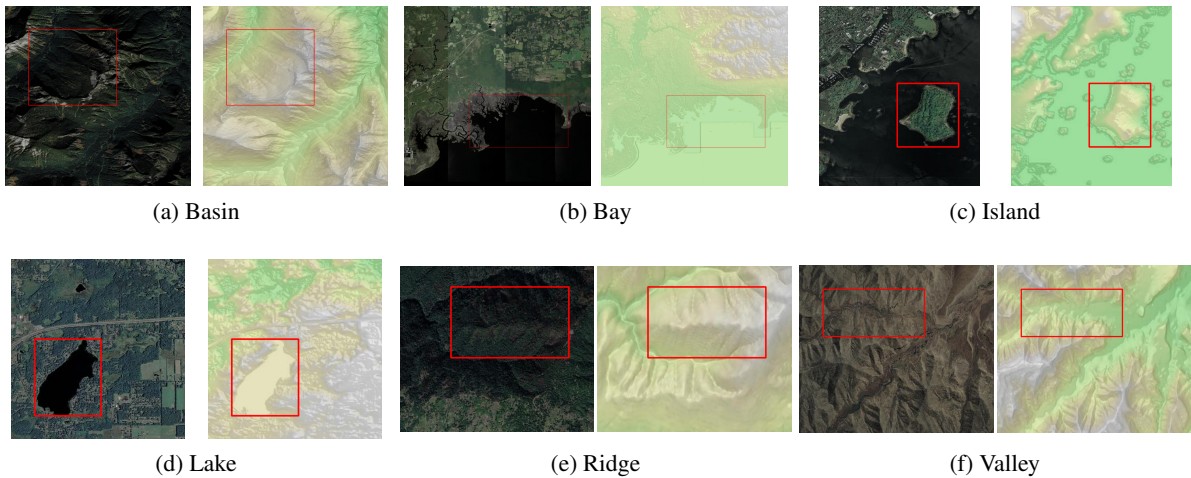 (a) Basin
(b) Bay
(c) Island
(d) Lake
(e) Ridge
(f) Valley